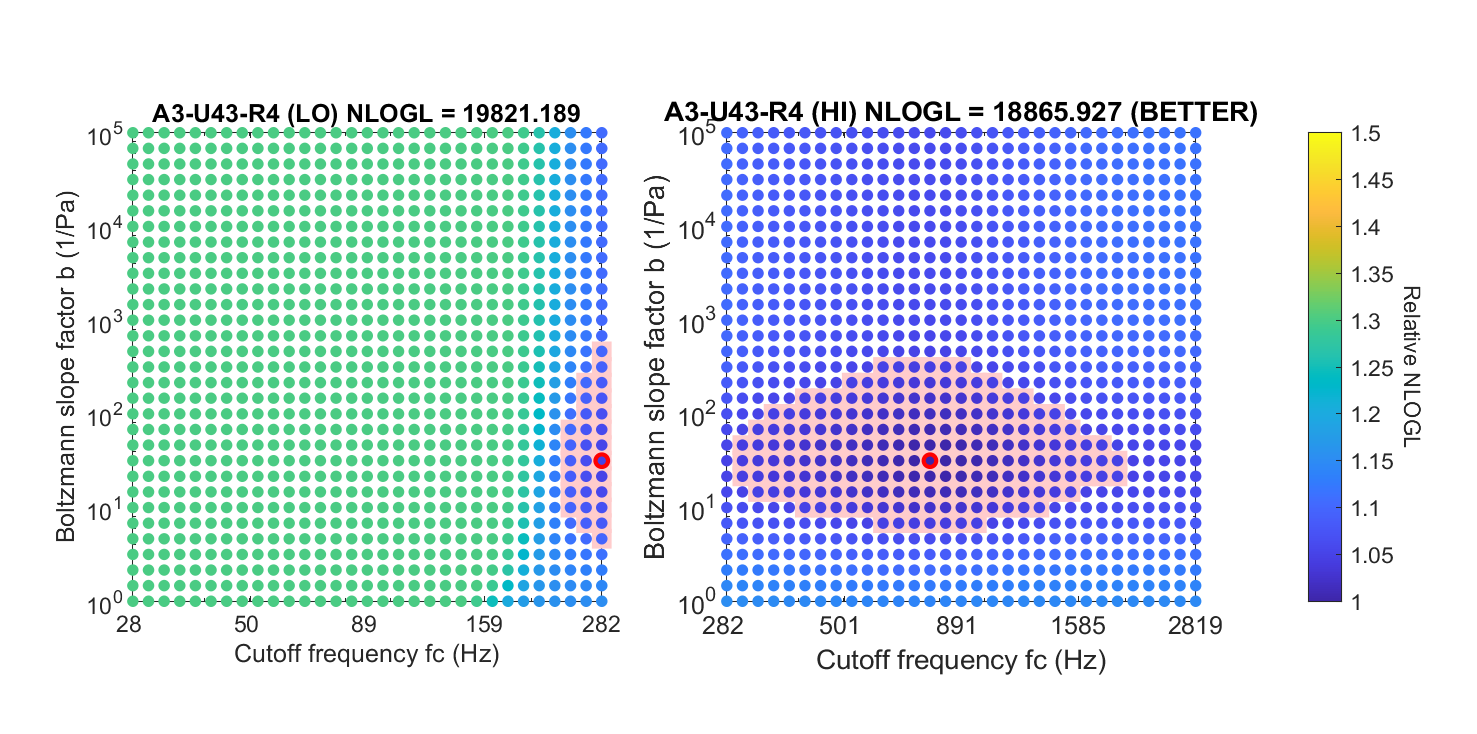 A3-U43-R4 (LO) NLOGL = 19821.189
10^5
10^4
10^3
10^2
10^1
10^0
Boltzmann slope factor b (1/Pa)
28 50 89 159 282
Cutoff frequency fc (Hz)
A3-U43-R4 (HI) NLOGL = 18865.927 (BETTER)
10^5
10^4
10^3
10^2
10^1
10^0
Boltzmann slope factor b (1/Pa)
282 501 891 1585 2819
Cutoff frequency fc (Hz)
1.5
1.45
1.4
1.35
1.3
1.25
1.2
1.15
1.1
1.05
1
Relative NLOGL